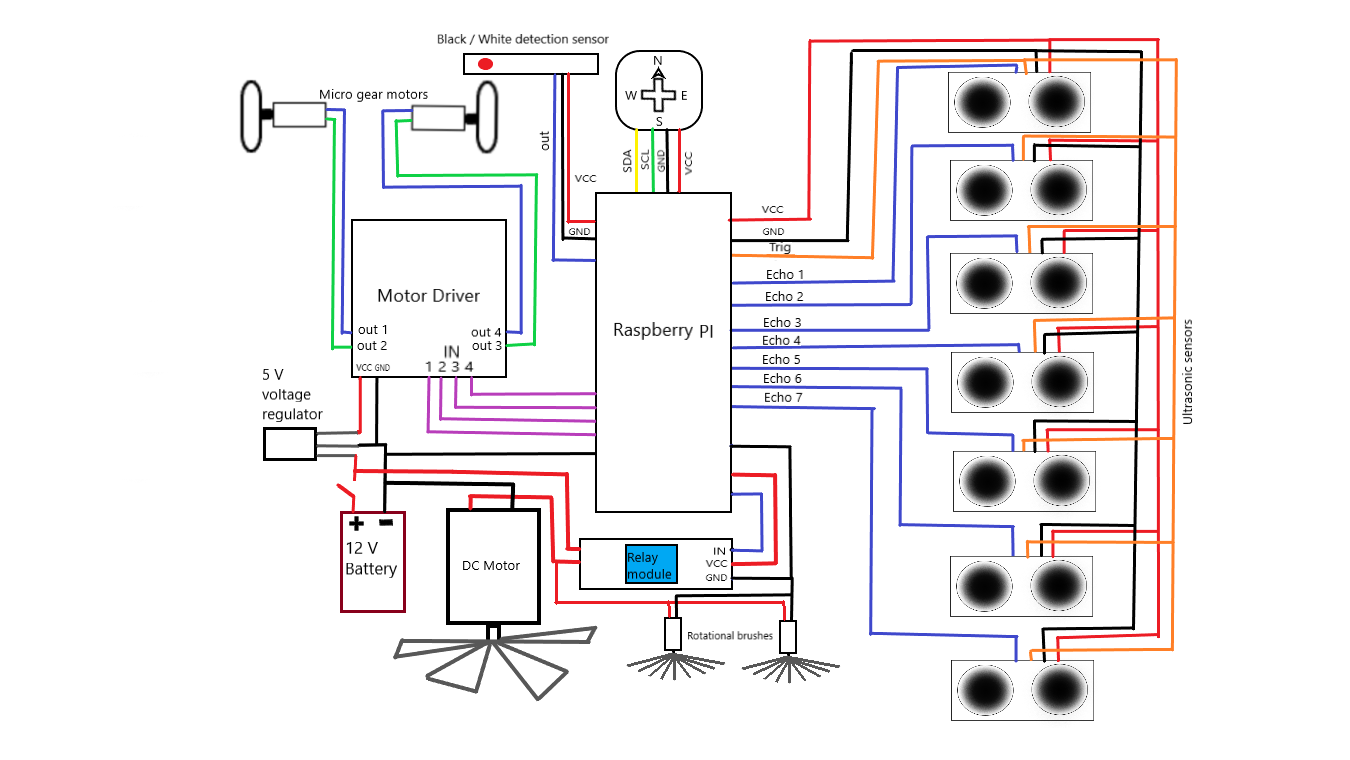 Black / White detection sensor
N
W E
S
Micro gear motors
out
VCC
GND
SDA
SCL
GND
VCC
VCC
GND
Trig
Echo 1
Echo 2
Echo 3
Echo 4
Echo 5
Echo 6
Echo 7
Ultrasonic sensors
Motor Driver
out 1
out 2
out 4
out 3
IN
1 2 3 4
VCC GND
Raspberry PI
5 V
voltage
regulator
+ -
12 V
Battery
DC Motor
Relay
module
IN
VCC
GND
Rotational brushes